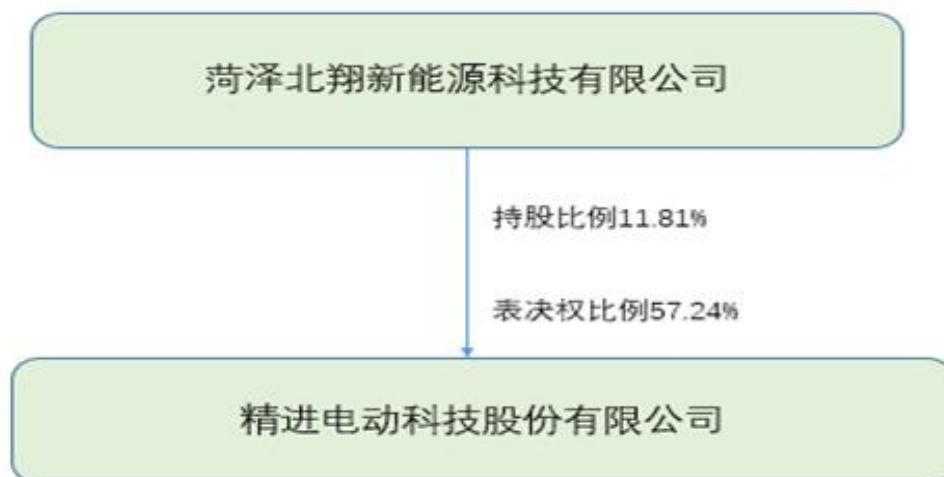 菏泽北翔新能源科技有限公司
持股比例11.81%
表决权比例57.24%
精进电动科技股份有限公司